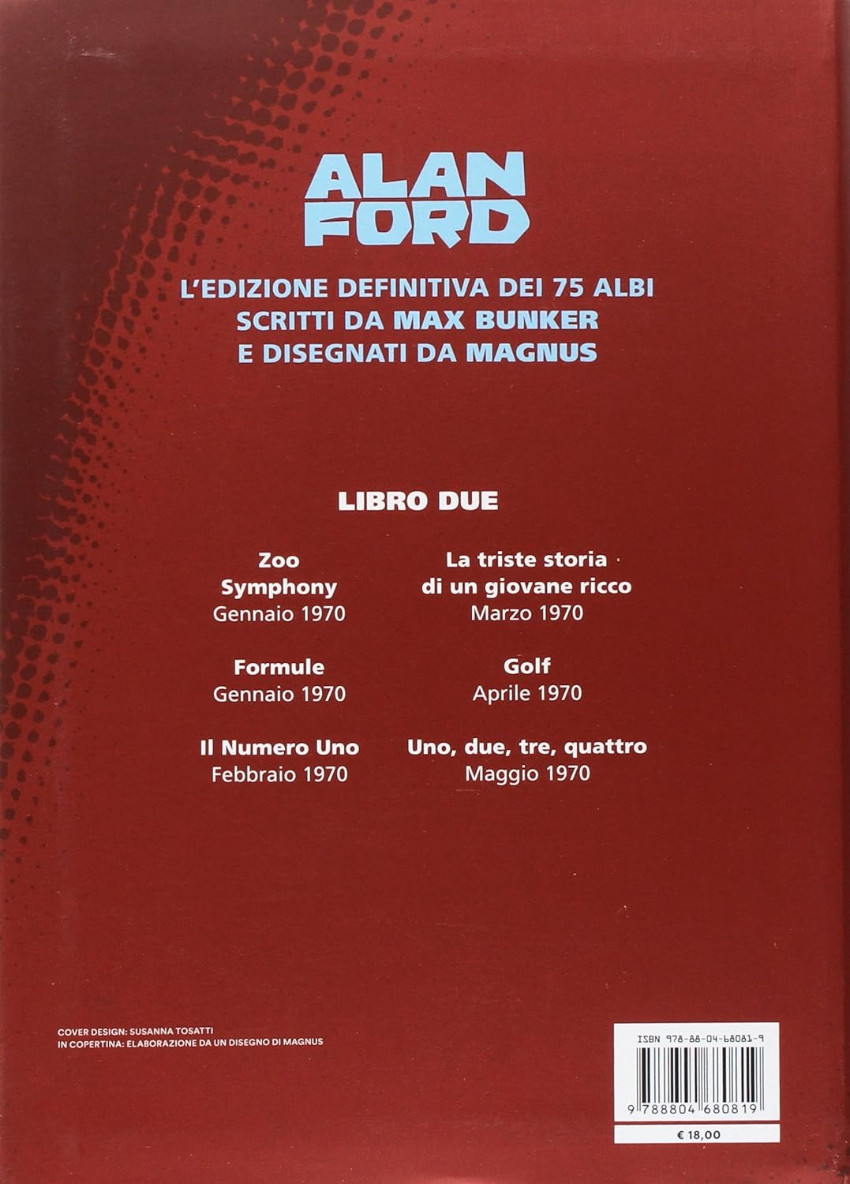 ALAN
FORD
L'EDIZIONE DEFINITIVA DEI 75 ALBI
SCRITTI DA MAX BUNKER
E DISEGNATI DA MAGNUS
LIBRO DUE
Zoo
Symphony
Gennaio 1970
Formule
Gennaio 1970
Il Numero Uno
Febbraio 1970
La triste storia
di un giovane ricco
Marzo 1970
Golf
Aprile 1970
Uno, due, tre, quattro
Maggio 1970
COVER DESIGN: SUSANNA TOSATTI
IN COPERTINA: ELABORAZIONE DA UN DISEGNO DI MAGNUS
ISBN 978-88-04-68081-9
9 788804 680819
€ 18,00